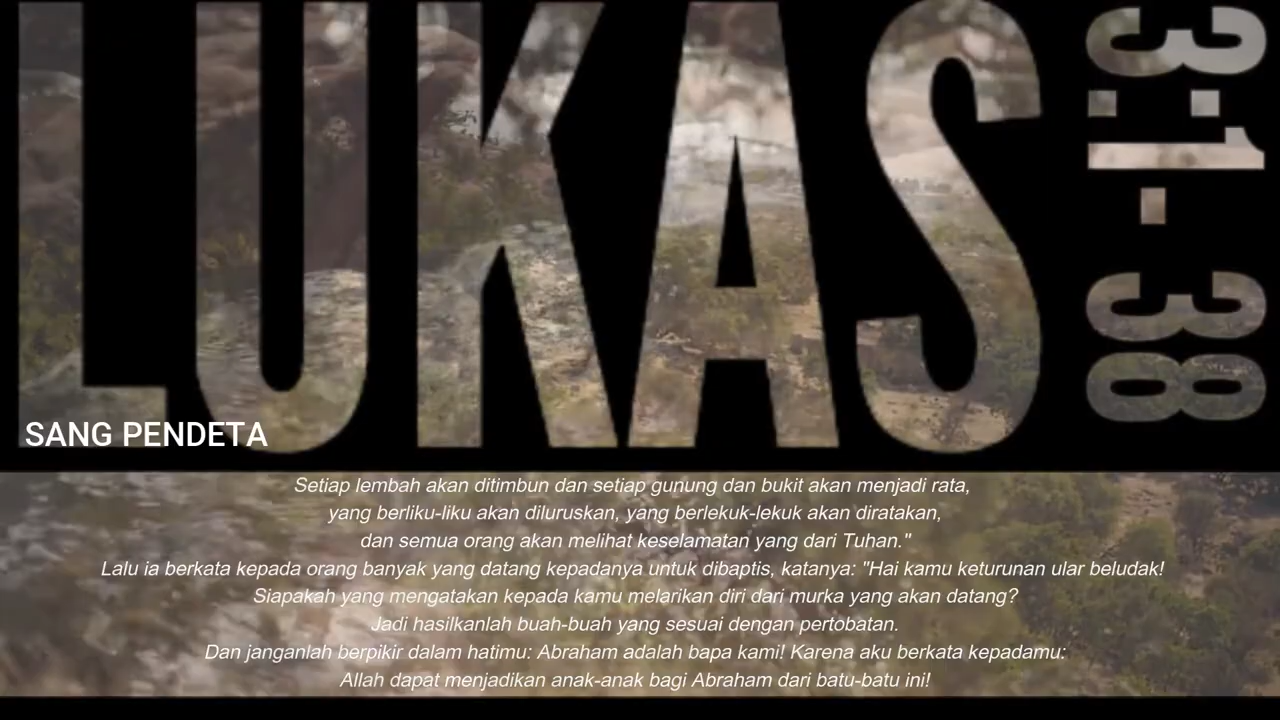 LUKAS
3:1-38
SANG PENDETA
Setiap lembah akan ditimbun dan setiap gunung dan bukit akan menjadi rata,
yang berliku-liku akan diluruskan, yang berlekuk-lekuk akan diratakan,
dan semua orang akan melihat keselamatan yang dari Tuhan."
Lalu ia berkata kepada orang banyak yang datang kepadanya untuk dibaptis, katanya: "Hai kamu keturunan ular beludak!
Siapakah yang mengatakan kepada kamu melarikan diri dari murka yang akan datang?
Jadi hasilkanlah buah-buah yang sesuai dengan pertobatan.
Dan janganlah berpikir dalam hatimu: Abraham adalah bapa kami! Karena aku berkata kepadamu:
Allah dapat menjadikan anak-anak bagi Abraham dari batu-batu ini!